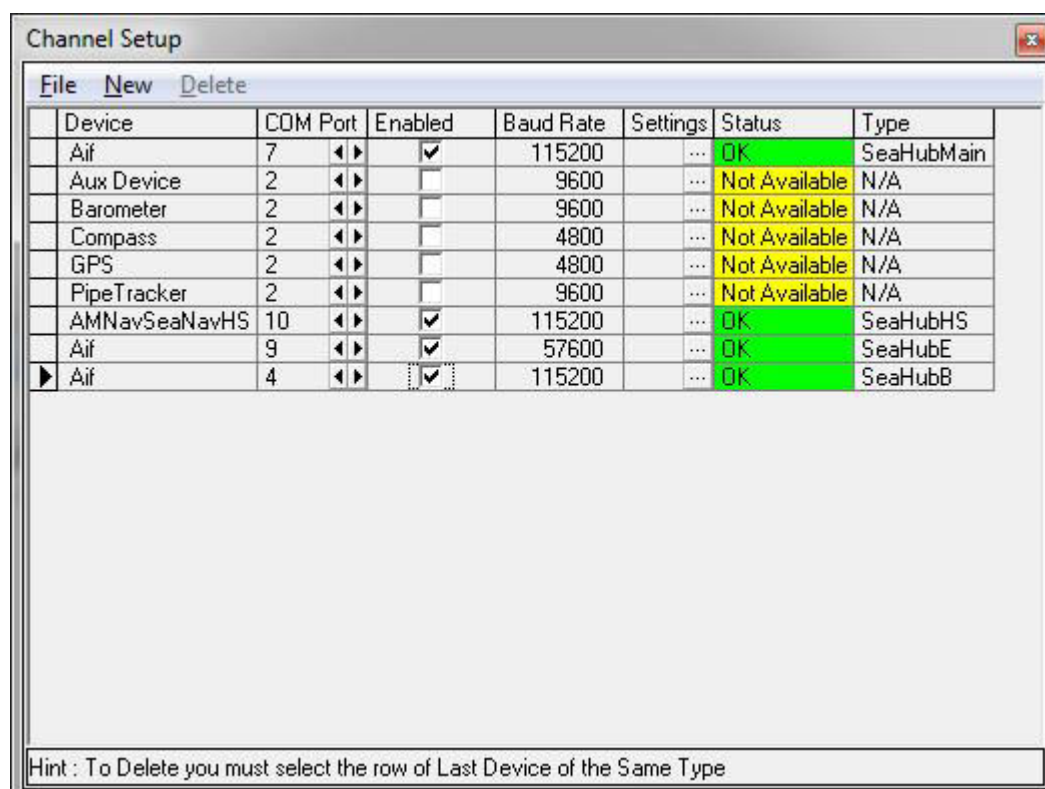 Channel Setup
File New Delete
Device COM Port Enabled Baud Rate Settings Status Type
Aif 7 115200 ... OK SeaHubMain
Aux Device 2 9600 ... Not Available N/A
Barometer 2 9600 ... Not Available N/A
Compass 2 4800 ... Not Available N/A
GPS 2 4800 ... Not Available N/A
PipeTracker 2 9600 ... Not Available N/A
AMNavSeaNavHS 10 115200 ... OK SeaHubHS
Aif 9 57600 ... OK SeaHubE
Aif 4 115200 ... OK SeaHubB
Hint : To Delete you must select the row of Last Device of the Same Type